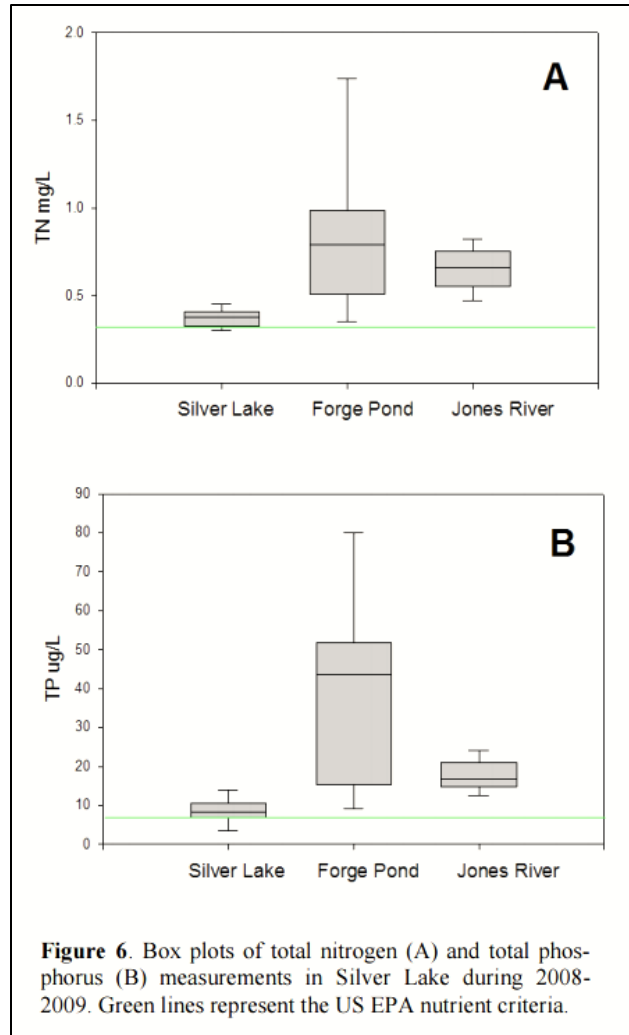 A
2.0
1.5
1.0
0.5
0.0
TN mg/L
Silver Lake Forge Pond Jones River
B
90
80
70
60
50
40
30
20
10
0
TP ug/L
Silver Lake Forge Pond Jones River
Figure 6. Box plots of total nitrogen (A) and total phos-
phorus (B) measurements in Silver Lake during 2008-
2009. Green lines represent the US EPA nutrient criteria.